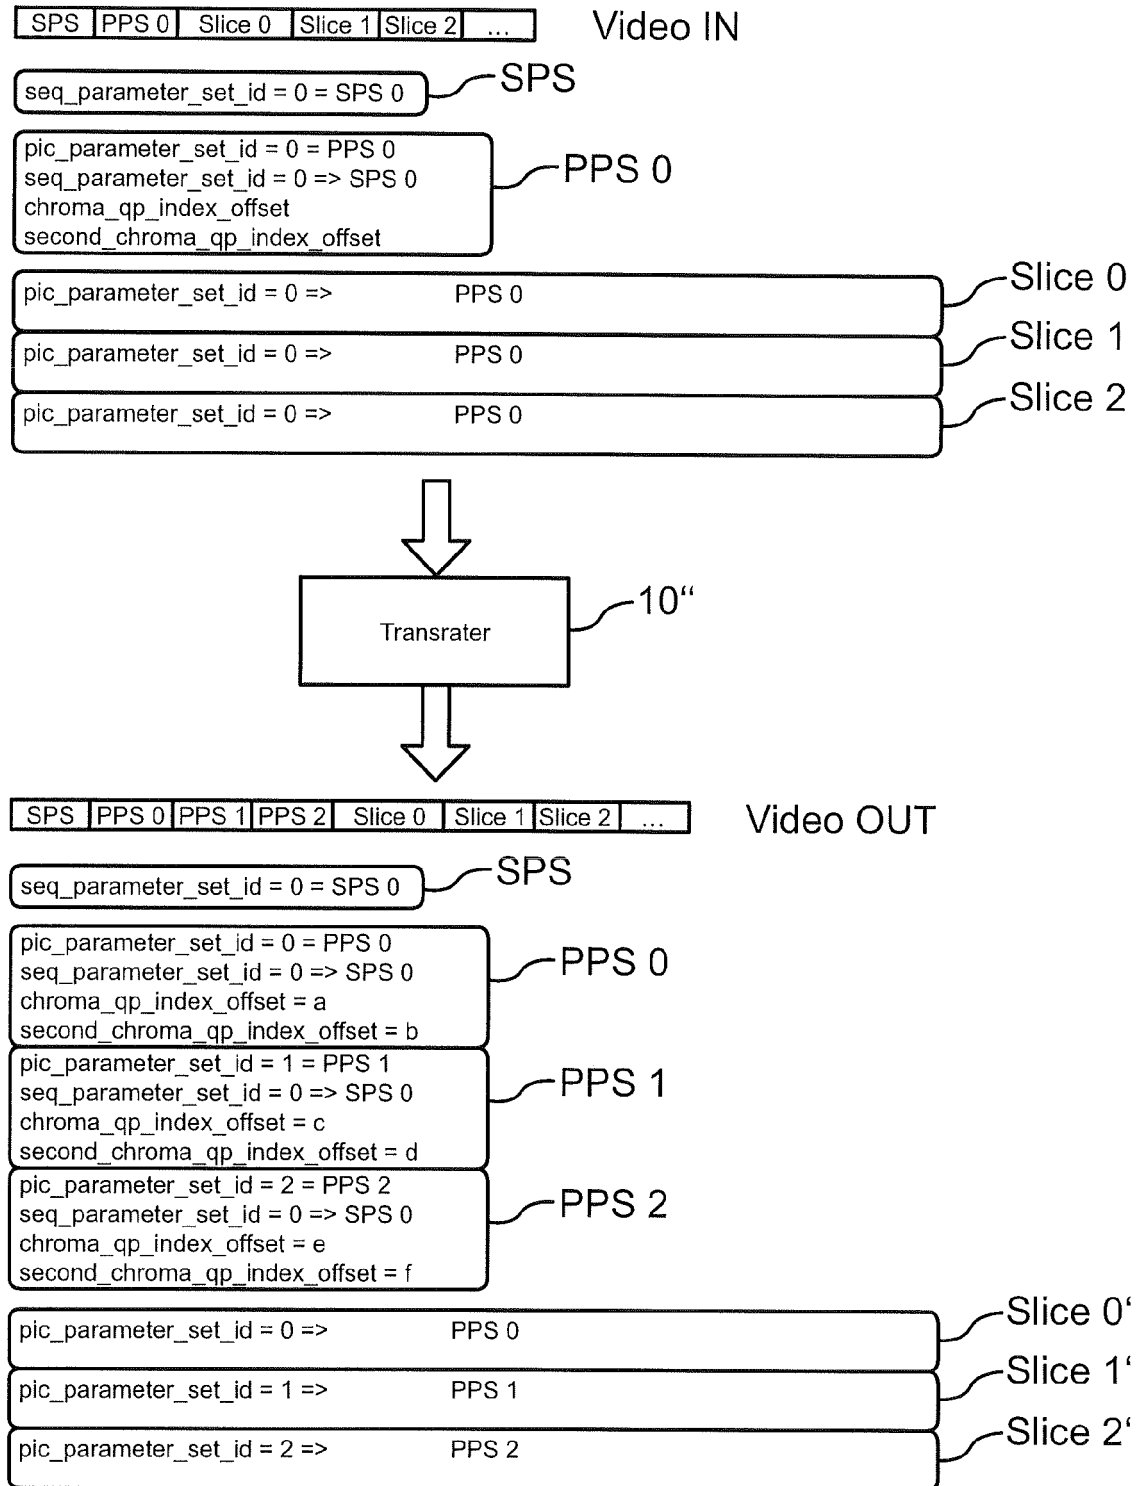 SPS PPS 0 Slice 0 Slice 1 Slice 2 ... Video IN
SPS
seq_parameter_set_id = 0 = SPS 0
pic_parameter_set_id = 0 = PPS 0
seq_parameter_set_id = 0 => SPS 0
chroma_qp_index_offset
second_chroma_qp_index_offset
PPS 0
pic_parameter_set_id = 0 => PPS 0
Slice 0
pic_parameter_set_id = 0 => PPS 0
Slice 1
pic_parameter_set_id = 0 => PPS 0
Slice 2
Transrater
10“
SPS PPS 0 PPS 1 PPS 2 Slice 0 Slice 1 Slice 2 ... Video OUT
SPS
seq_parameter_set_id = 0 = SPS 0
pic_parameter_set_id = 0 = PPS 0
seq_parameter_set_id = 0 => SPS 0
chroma_qp_index_offset = a
second_chroma_qp_index_offset = b
PPS 0
pic_parameter_set_id = 1 = PPS 1
seq_parameter_set_id = 0 => SPS 0
chroma_qp_index_offset = c
second_chroma_qp_index_offset = d
PPS 1
pic_parameter_set_id = 2 = PPS 2
seq_parameter_set_id = 0 => SPS 0
chroma_qp_index_offset = e
second_chroma_qp_index_offset = f
PPS 2
pic_parameter_set_id = 0 => PPS 0
Slice 0‘
pic_parameter_set_id = 1 => PPS 1
Slice 1‘
pic_parameter_set_id = 2 => PPS 2
Slice 2‘